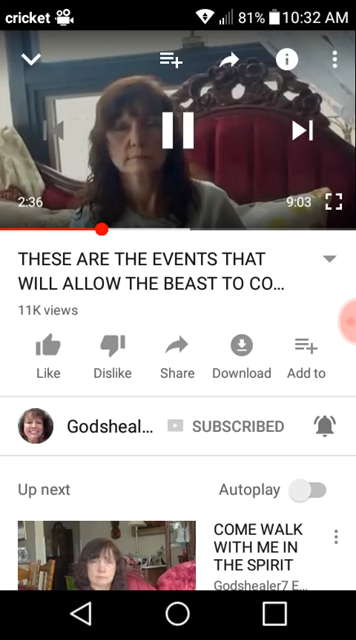 cricket 81% 10:32 AM
2:36 9:03
THESE ARE THE EVENTS THAT
WILL ALLOW THE BEAST TO CO...
11K views
Like Dislike Share Download Add to
Godsheal... SUBSCRIBED
Up next Autoplay
COME WALK
WITH ME IN
THE SPIRIT
Godshealer7 E...